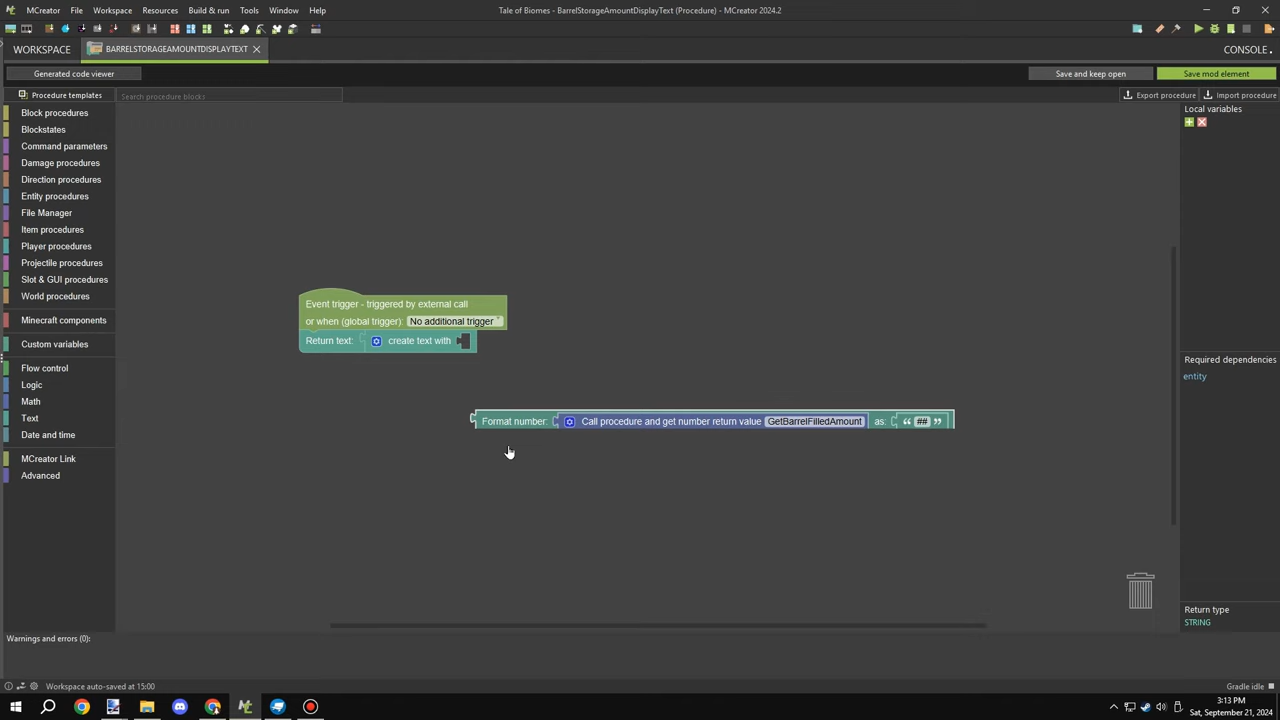 Tale of Biomes - BarrelStorageAmountDisplayText (Procedure) - MCreator 2024.2
MCreator File Workspace Resources Build & run Tools Window Help
WORKSPACE BARRELSTORAGEAMOUNTDISPLAYTEXT CONSOLE
Generated code viewer Save and keep open Save mod element
Procedure templates Search procedure blocks Export procedure Import procedure
Local variables
Block procedures
Blockstates
Command parameters
Damage procedures
Direction procedures
Entity procedures
File Manager
Item procedures
Player procedures
Projectile procedures
Slot & GUI procedures
World procedures
Minecraft components
Custom variables
Flow control
Logic
Math
Text
Date and time
MCreator Link
Advanced
Event trigger - triggered by external call
or when (global trigger): No additional trigger
Return text: create text with
Format number: Call procedure and get number return value GetBarrelFilledAmount as: “ ## ”
Required dependencies
entity
Return type
STRING
Warnings and errors (0):
Workspace auto-saved at 15:00 Gradle idle
3:13 PM
Sat, September 21, 2024